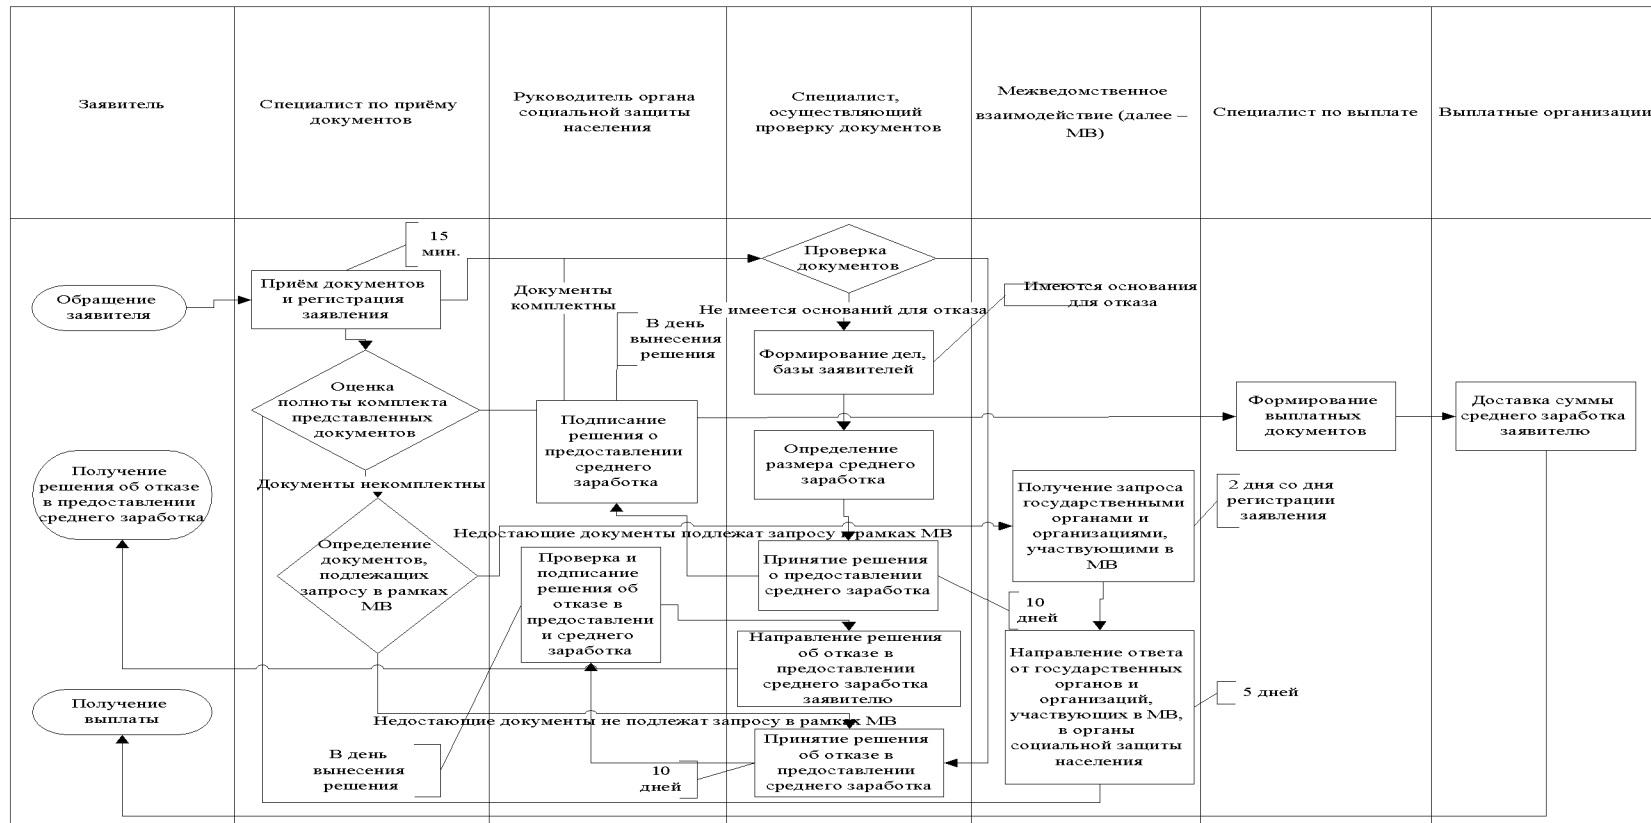 Заявитель
Специалист по приёму
документов
Руководитель органа
социальной защиты
населения
Специалист,
осуществляющий
проверку документов
Межведомственное
взаимодействие (далее –
МВ)
Специалист по выплате
Выплатные организации
15
мин.
Проверка
документов
Приём документов
и регистрация
заявления
Обращение
заявителя
Документы
комплектны
Имеются основания
для отказа
Не имеется оснований для отказа
В день
вынесения
решения
Формирование дел,
базы заявителей
Оценка
полноты комплекта
представленных
документов
Подписание
решения о
предоставлении
среднего
заработка
Формирование
выплатных
документов
Доставка суммы
среднего заработка
заявителю
Определение
размера среднего
заработка
Получение
решения об отказе
в предоставлении
среднего заработка
Документы некомплектны
Получение запроса
государственными
органами и
организациями,
участвующими в
МВ
2 дня со дня
регистрации
заявления
Недостающие документы подлежат запросу в рамках МВ
Определение
документов,
подлежащих
запросу в рамках
МВ
Проверка и
подписание
решения об
отказе в
предоставлени
и среднего
заработка
Принятие решения
о предоставлении
среднего заработка
10
дней
Направление решения
об отказе в
предоставлении
среднего заработка
заявителю
Направление ответа
от государственных
органов и
организаций,
участвующих в МВ,
в органы
социальной защиты
населения
5 дней
Получение
выплаты
Недостающие документы не подлежат запросу в рамках МВ
В день
вынесения
решения
10
дней
Принятие решения
об отказе в
предоставлении
среднего заработка